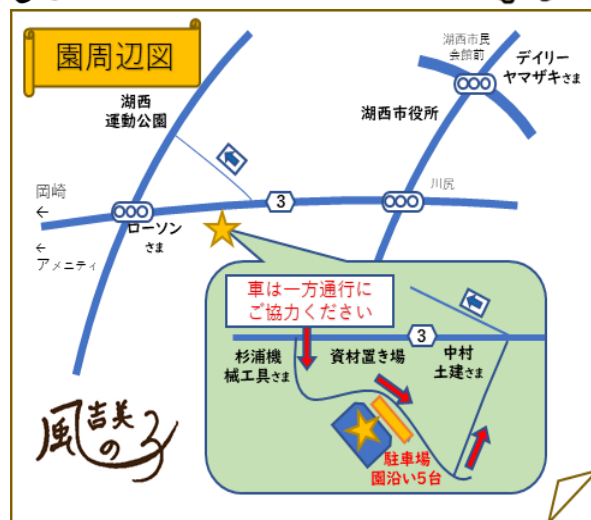 園周辺図
湖西市民
会館前
デイリー
ヤマザキさま
湖西
運動公園
湖西市役所
岡崎
←
3
川尻
ローソン
さま
←
アメニティ
車は一方通行に
ご協力ください
3
杉浦機
械工具さま
資材置き場
中村
土建さま
駐車場
園沿い5台
吉美
風の子